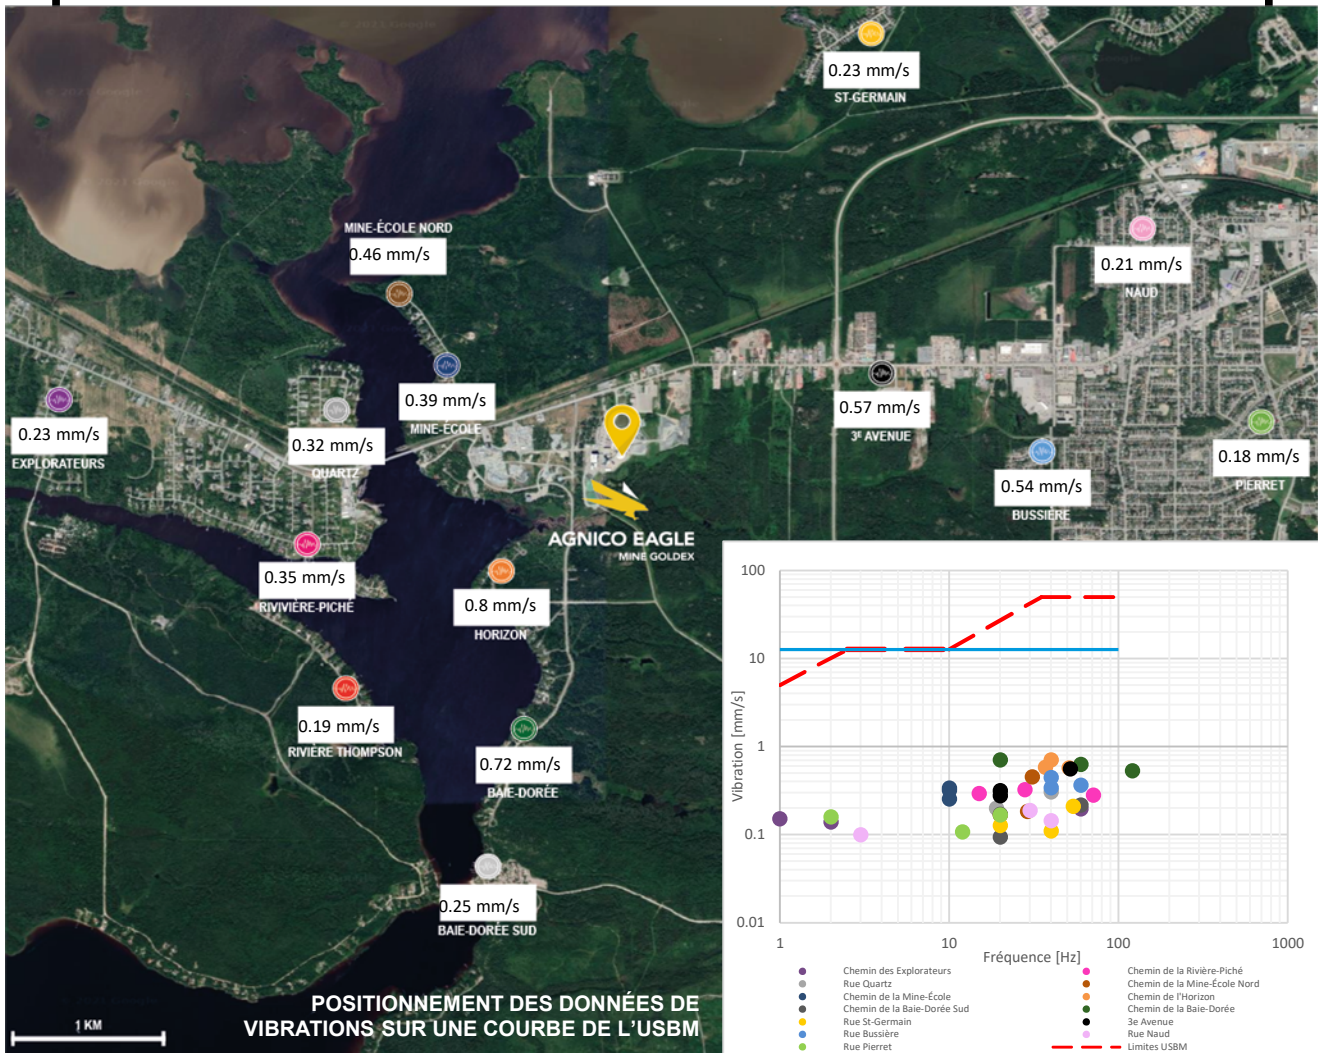 0.23 mm/s
ST-GERMAIN
MINE-ÉCOLE NORD
0.46 mm/s
0.21 mm/s
NAUD
0.39 mm/s
MINE-ÉCOLE
0.23 mm/s
EXPLORATEURS
0.32 mm/s
QUARTZ
0.57 mm/s
3E AVENUE
0.18 mm/s
PIERRET
0.54 mm/s
BUSSIÈRE
AGNICO EAGLE
MINE GOLDEX
0.35 mm/s
RIVIVIÈRE-PICHÉ
0.8 mm/s
HORIZON
0.19 mm/s
RIVIÈRE THOMPSON
0.72 mm/s
BAIE-DORÉE
0.25 mm/s
BAIE-DORÉE SUD
POSITIONNEMENT DES DONNÉES DE
VIBRATIONS SUR UNE COURBE DE L'USBM
1 KM
100
10
1
0.1
0.01
Vibration [mm/s]
1 10 100 1000
Fréquence [Hz]
Chemin des Explorateurs
Rue Quartz
Chemin de la Mine-École
Chemin de la Baie-Dorée Sud
Rue St-Germain
Rue Bussière
Rue Pierret
Chemin de la Rivière-Piché
Chemin de la Mine-École Nord
Chemin de l'Horizon
Chemin de la Baie-Dorée
3e Avenue
Rue Naud
Limites USBM